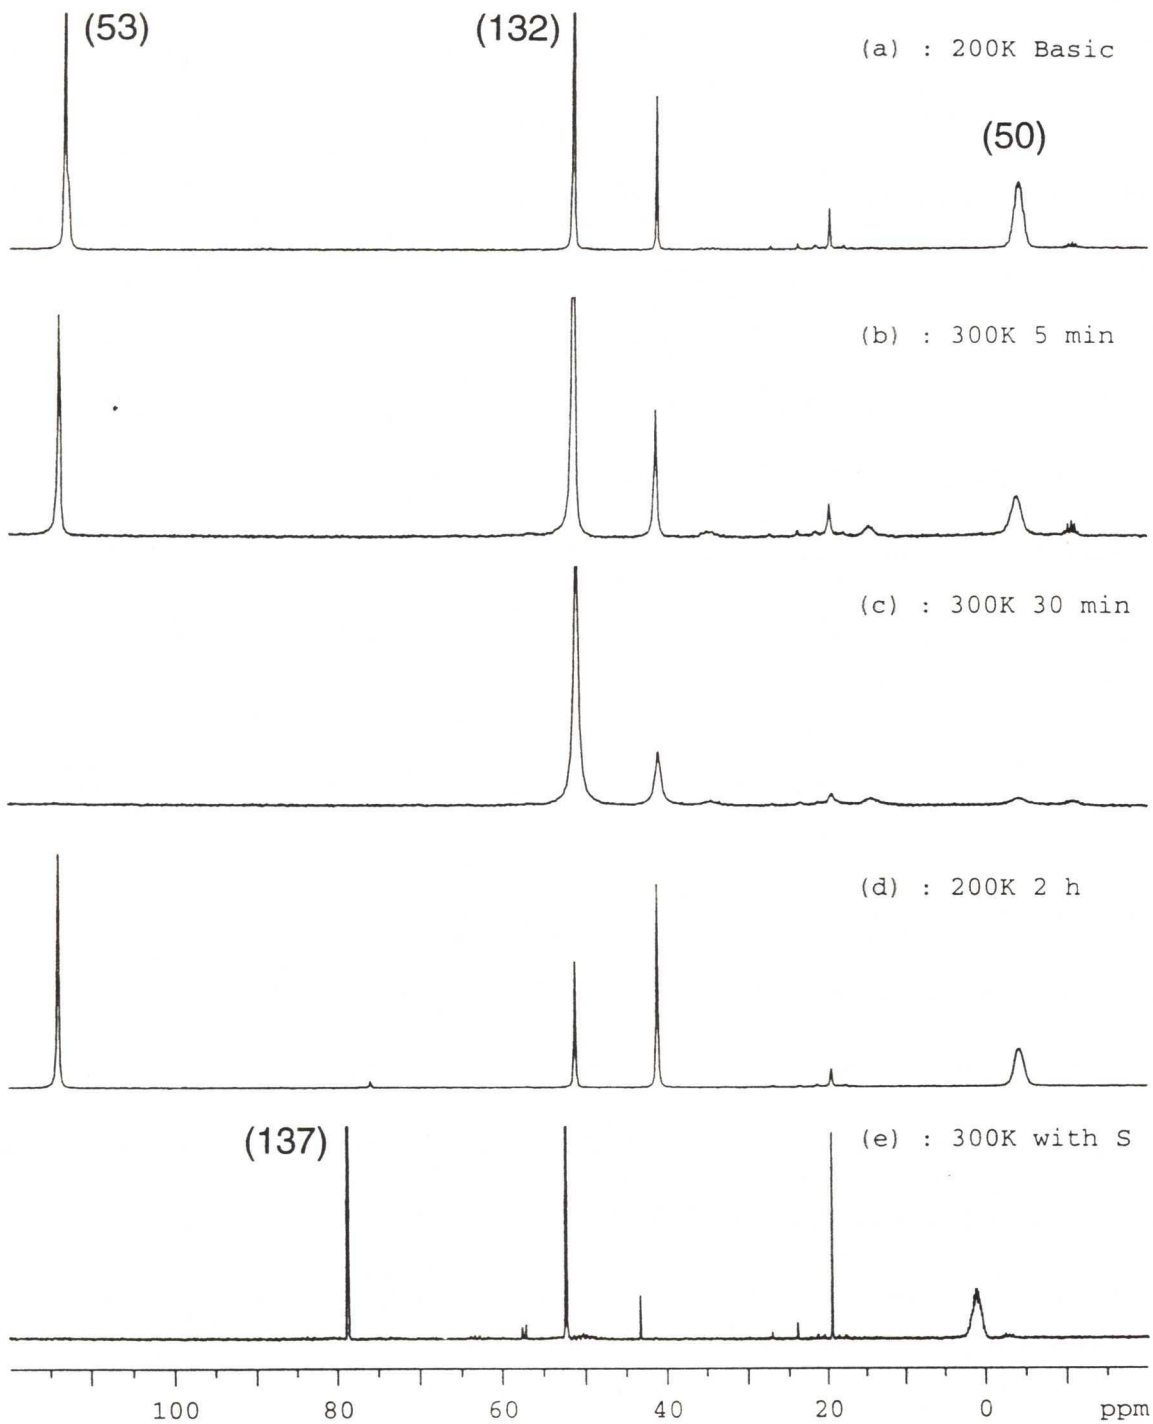 (53)
(132)
(a) : 200K Basic
(50)
(b) : 300K 5 min
(c) : 300K 30 min
(d) : 200K 2 h
(137)
(e) : 300K with S
100 80 60 40 20 0 ppm